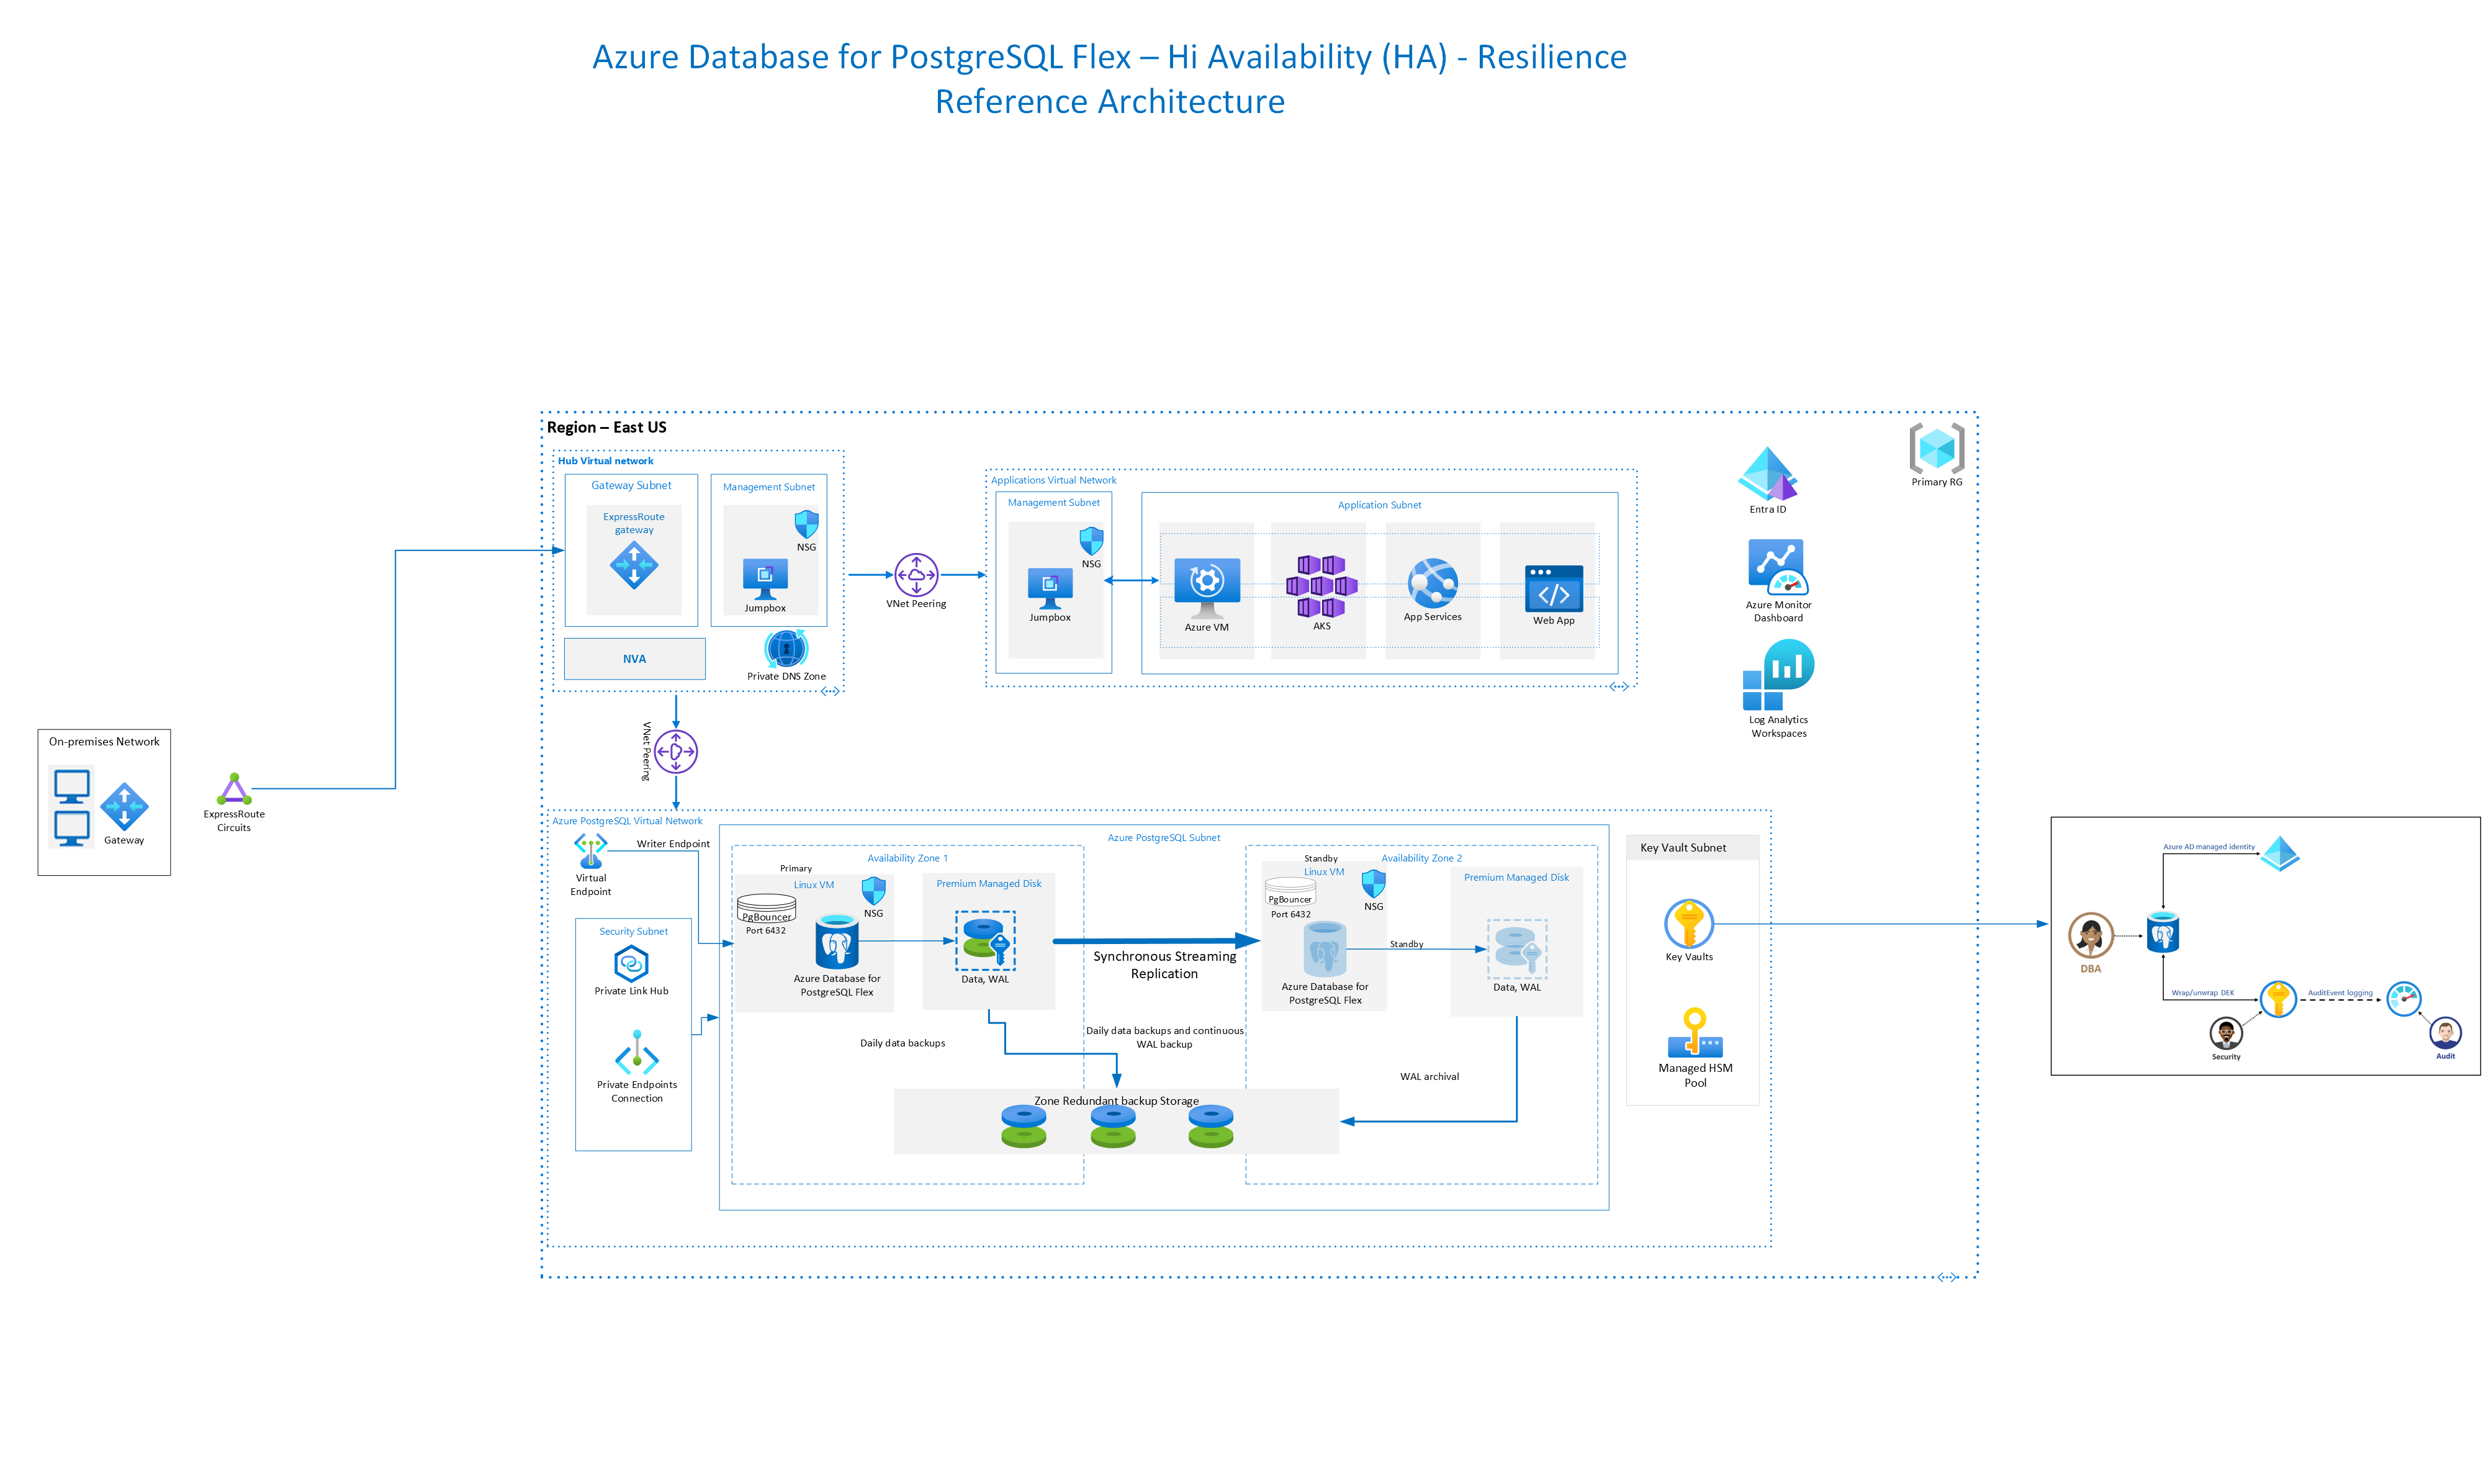 Azure Database for PostgreSQL Flex – Hi Availability (HA) - Resilience
Reference Architecture
Region – East US
Hub Virtual network
Gateway Subnet
ExpressRoute
gateway
Management Subnet
NSG
Jumpbox
NVA
Private DNS Zone
VNet Peering
Applications Virtual Network
Management Subnet
NSG
Jumpbox
Application Subnet
Azure VM
AKS
App Services
Web App
Entra ID
Primary RG
Azure Monitor
Dashboard
Log Analytics
Workspaces
VNet Peering
On-premises Network
Gateway
ExpressRoute
Circuits
Azure PostgreSQL Virtual Network
Virtual
Endpoint
Writer Endpoint
Security Subnet
Private Link Hub
Private Endpoints
Connection
Azure PostgreSQL Subnet
Availability Zone 1
Primary
Linux VM
NSG
PgBouncer
Port 6432
Azure Database for
PostgreSQL Flex
Premium Managed Disk
Data, WAL
Synchronous Streaming
Replication
Availability Zone 2
Standby
Linux VM
NSG
PgBouncer
Port 6432
Azure Database for
PostgreSQL Flex
Standby
Premium Managed Disk
Data, WAL
Daily data backups
Daily data backups and continuous
WAL backup
WAL archival
Zone Redundant backup Storage
Key Vault Subnet
Key Vaults
Managed HSM
Pool
Azure AD managed identity
DBA
Wrap/unwrap DEK
AuditEvent logging
Security
Audit